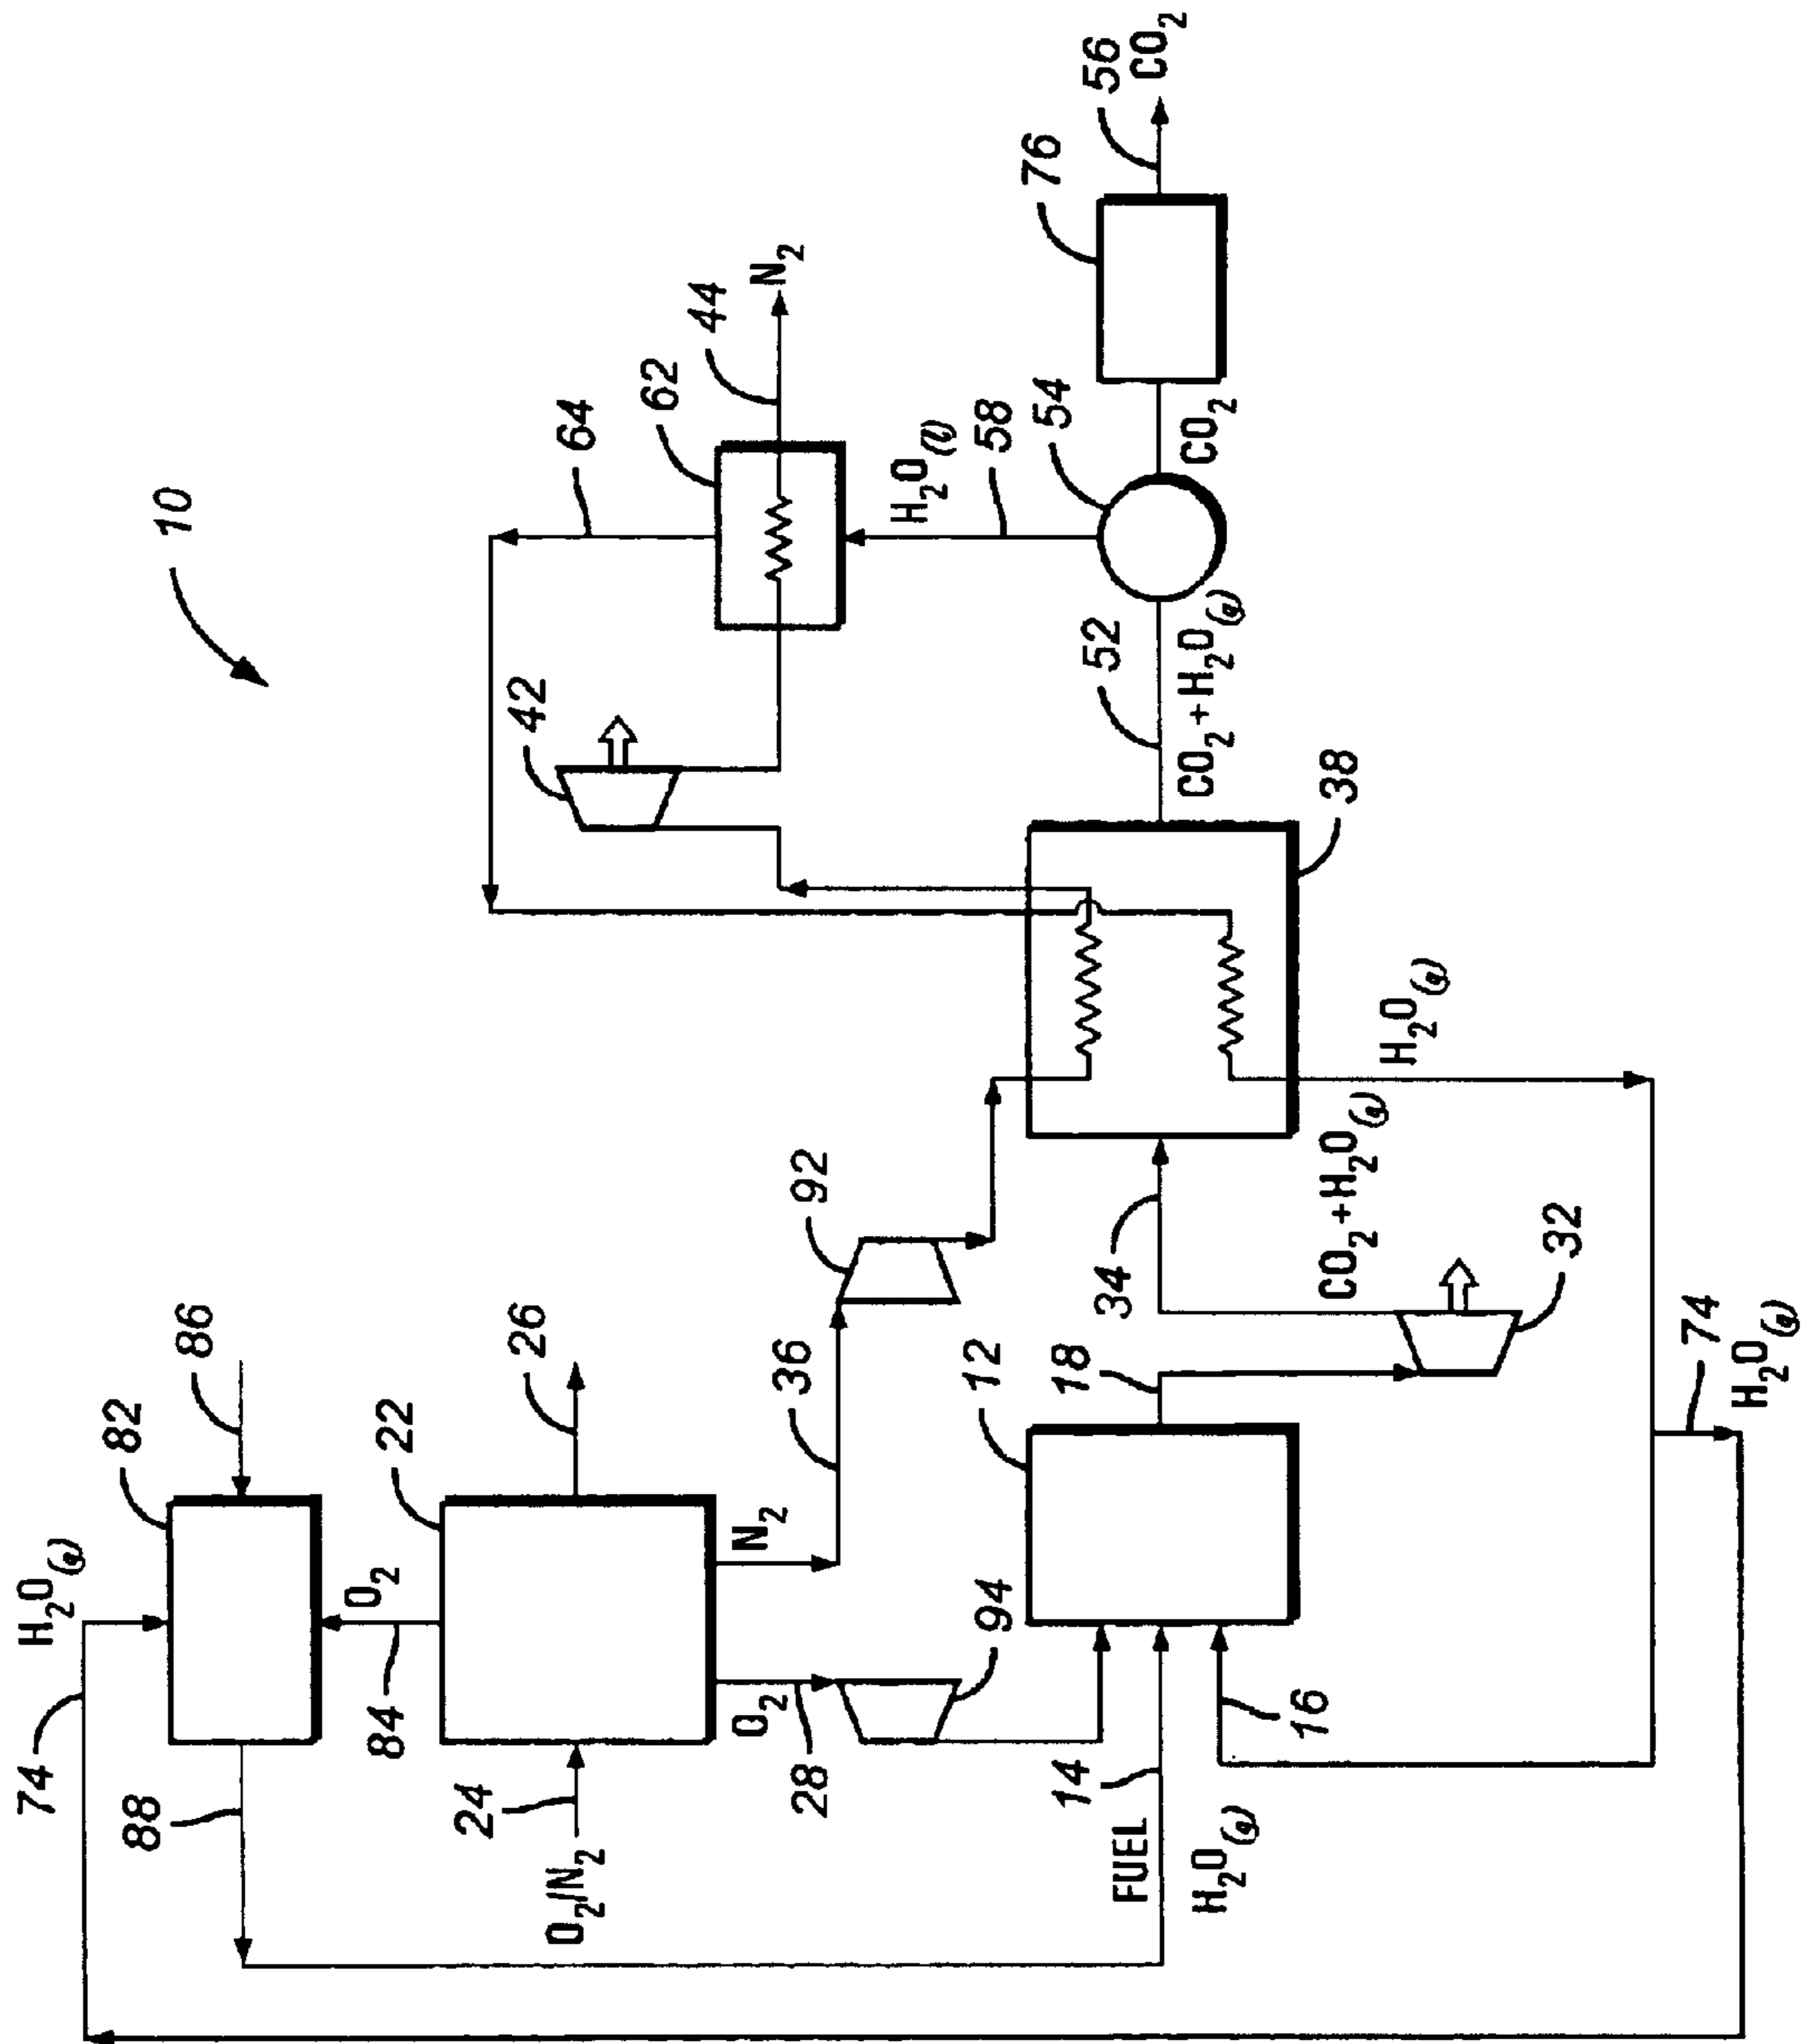 74
H₂O(g)
88
82
86
10
84
O₂
22
26
24
O₂/N₂
42
64
62
44
O₂
N₂
N₂
28
94
36
92
H₂O(l)
58
14
FUEL
H₂O(g)
12
18
34
52
54
76
56
CO₂
CO₂
CO₂+H₂O(g)
16
CO₂+H₂O(g)
38
H₂O(g)
32
74
H₂O(g)